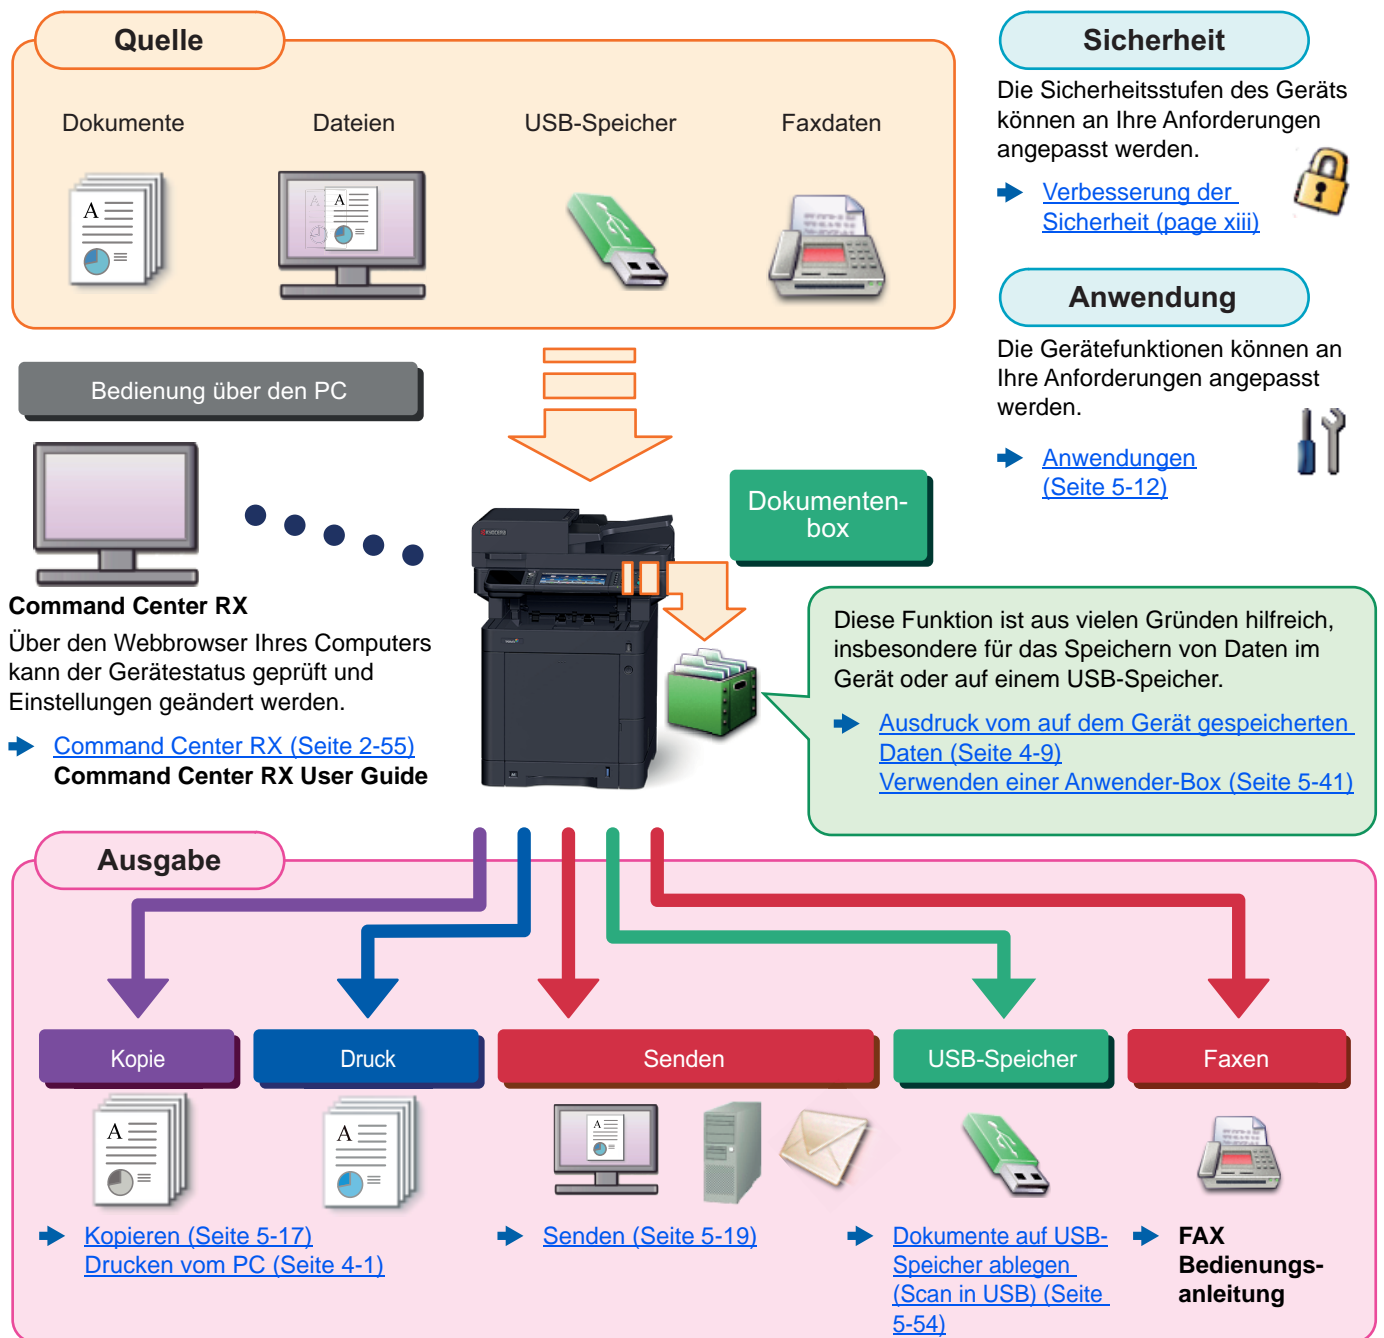 Quelle
Dokumente
Dateien
USB-Speicher
Faxdaten
Sicherheit
Die Sicherheitsstufen des Geräts
können an Ihre Anforderungen
angepasst werden.
Verbesserung der
Sicherheit (page xiii)
Anwendung
Die Gerätefunktionen können an
Ihre Anforderungen angepasst
werden.
Anwendungen
(Seite 5-12)
Bedienung über den PC
Command Center RX
Über den Webbrowser Ihres Computers
kann der Gerätestatus geprüft und
Einstellungen geändert werden.
Command Center RX (Seite 2-55)
Command Center RX User Guide
Dokumenten-
box
Diese Funktion ist aus vielen Gründen hilfreich,
insbesondere für das Speichern von Daten im
Gerät oder auf einem USB-Speicher.
Ausdruck vom auf dem Gerät gespeicherten
Daten (Seite 4-9)
Verwenden einer Anwender-Box (Seite 5-41)
Ausgabe
Kopie
Druck
Senden
USB-Speicher
Faxen
A
A
A
A
A
Kopieren (Seite 5-17)
Drucken vom PC (Seite 4-1)
Senden (Seite 5-19)
Dokumente auf USB-
Speicher ablegen
(Scan in USB) (Seite
5-54)
FAX
Bedienungs-
anleitung